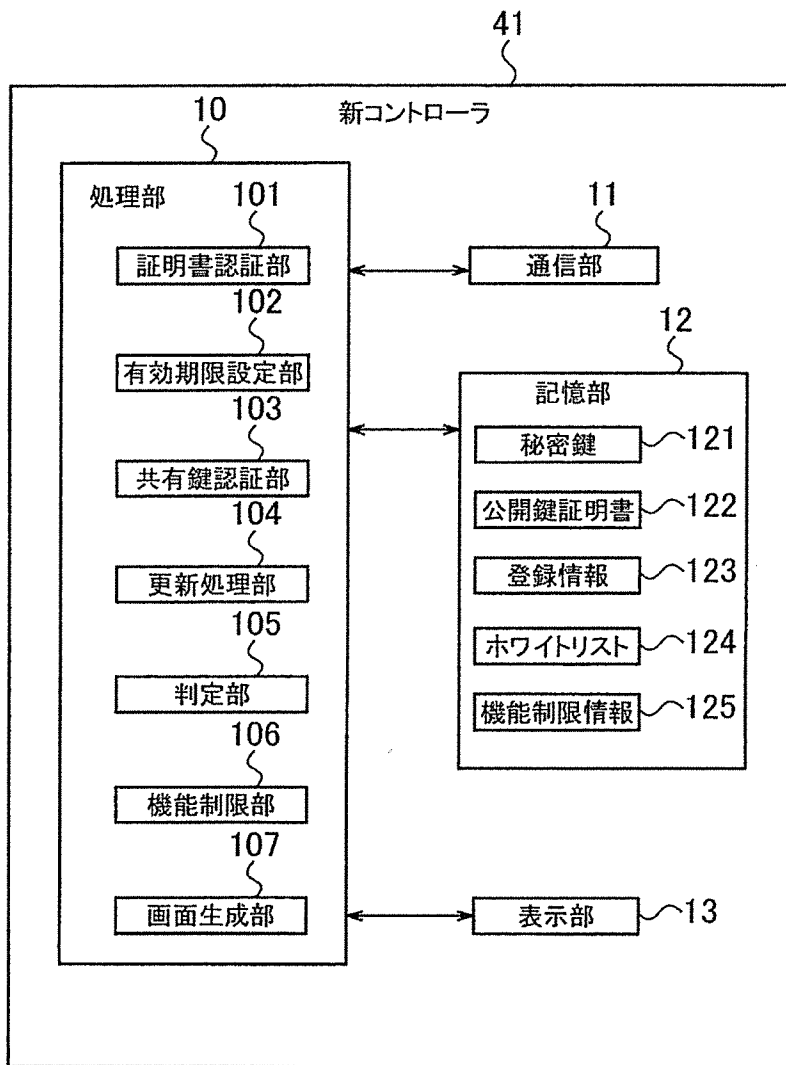 41
新コントローラ
10
処理部
101
証明書認証部
102
有効期限設定部
103
共有鍵認証部
104
更新処理部
105
判定部
106
機能制限部
107
画面生成部
11
通信部
12
記憶部
秘密鍵
121
公開鍵証明書
122
登録情報
123
ホワイトリスト
124
機能制限情報
125
表示部
13